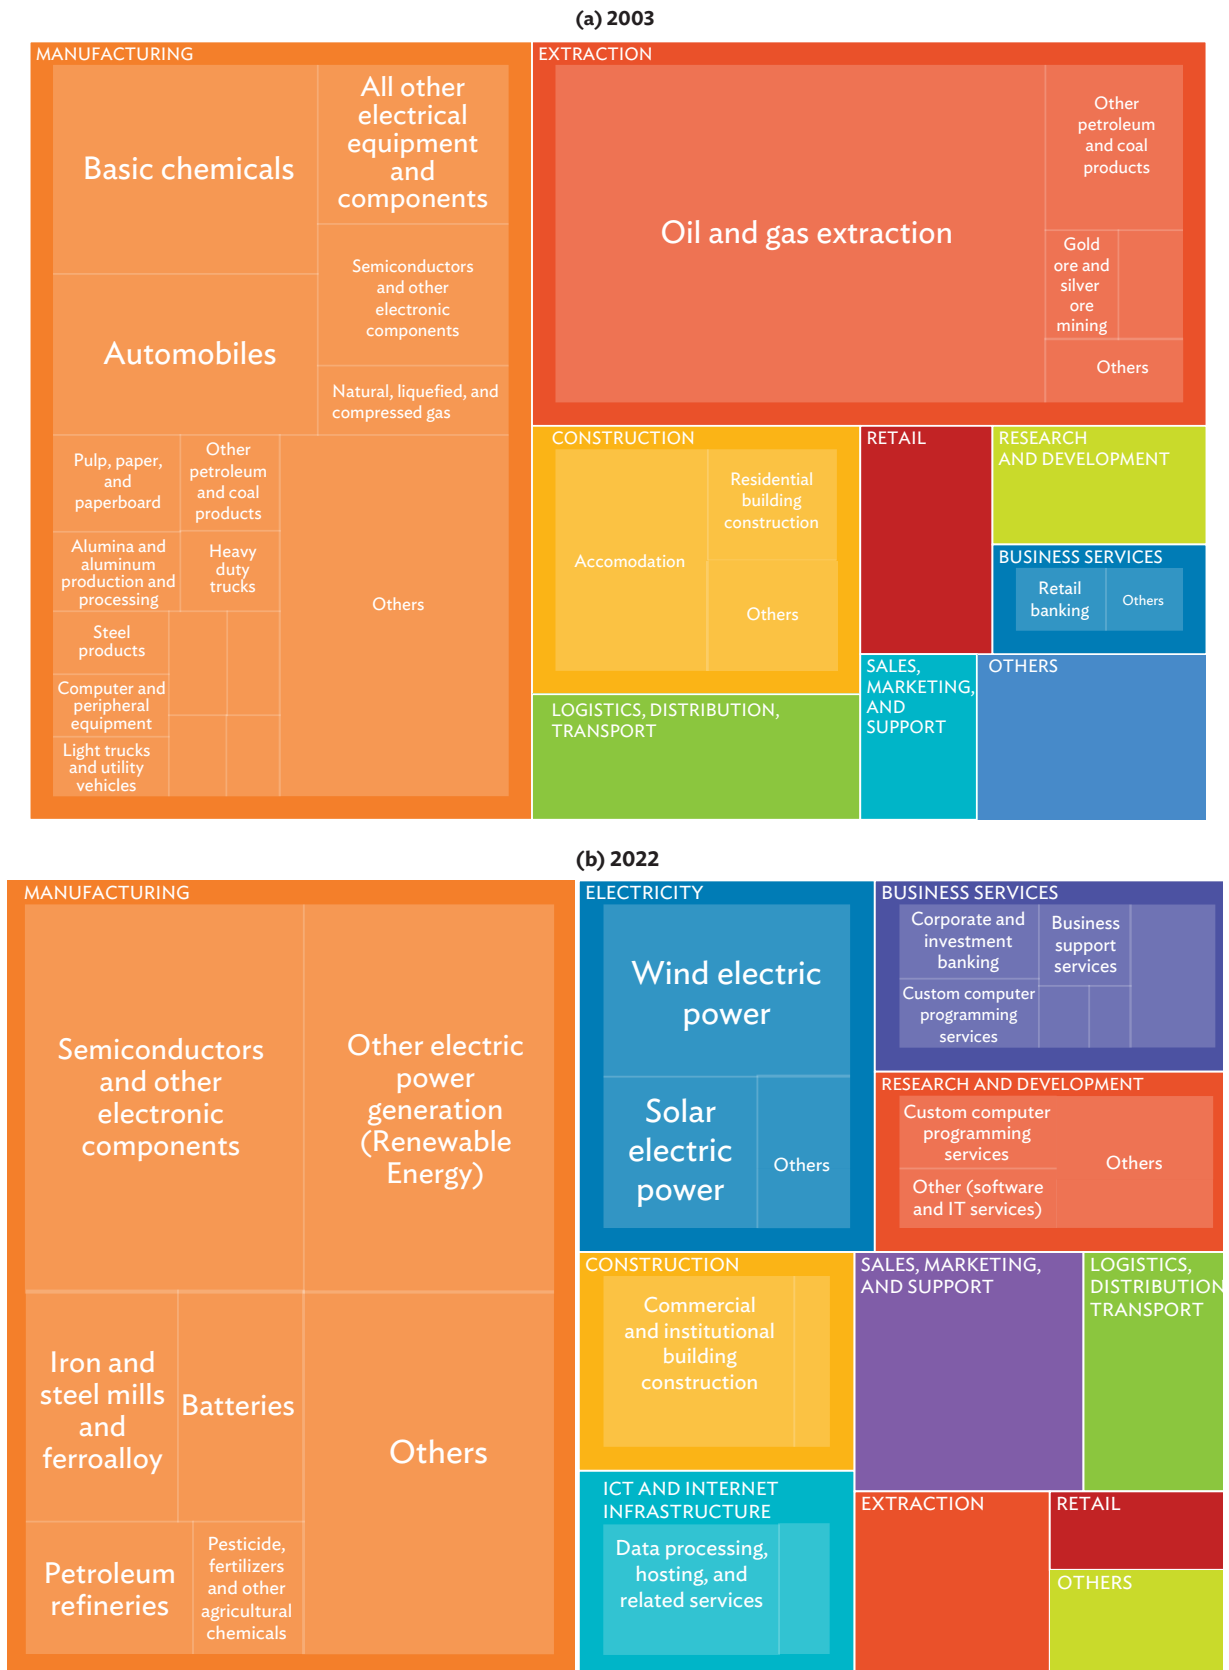 (a) 2003
MANUFACTURING
Basic chemicals
All other
electrical
equipment
and
components
Semiconductors
and other
electronic
components
Automobiles
Natural, liquefied, and
compressed gas
Pulp, paper,
and
paperboard
Other
petroleum
and coal
products
Alumina and
aluminum
production and
processing
Heavy
duty
trucks
Others
Steel
products
Computer and
peripheral
equipment
Light trucks
and utility
vehicles
EXTRACTION
Oil and gas extraction
Other
petroleum
and coal
products
Gold
ore and
silver
ore
mining
Others
CONSTRUCTION
Accomodation
Residential
building
construction
Others
RETAIL
RESEARCH
AND DEVELOPMENT
BUSINESS SERVICES
Retail
banking
Others
LOGISTICS, DISTRIBUTION,
TRANSPORT
SALES,
MARKETING,
AND
SUPPORT
OTHERS
(b) 2022
MANUFACTURING
Semiconductors
and other
electronic
components
Other electric
power
generation
(Renewable
Energy)
Iron and
steel mills
and
ferroalloy
Batteries
Others
Petroleum
refineries
Pesticide,
fertilizers
and other
agricultural
chemicals
ELECTRICITY
Wind electric
power
Solar
electric
power
Others
BUSINESS SERVICES
Corporate and
investment
banking
Business
support
services
Custom computer
programming
services
RESEARCH AND DEVELOPMENT
Custom computer
programming
services
Others
Other (software
and IT services)
CONSTRUCTION
Commercial
and institutional
building
construction
SALES, MARKETING,
AND SUPPORT
LOGISTICS,
DISTRIBUTION
TRANSPORT
ICT AND INTERNET
INFRASTRUCTURE
Data processing,
hosting, and
related services
EXTRACTION
RETAIL
OTHERS